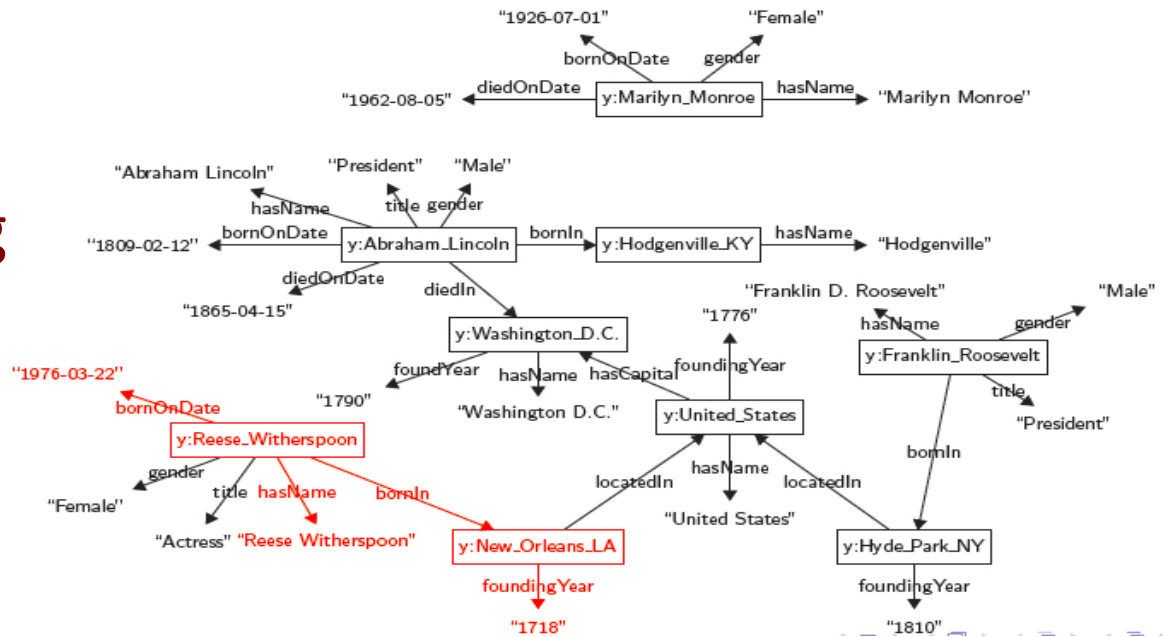 "1926-07-01" "Female"
bornOnDate gender
"1962-08-05" diedOnDate y:Marilyn_Monroe hasName "Marilyn Monroe"
"Abraham Lincoln" "President" "Male"
hasName title gender
g
"1809-02-12" bornOnDate y:Abraham_Lincoln bornIn y:Hodgenville_KY hasName "Hodgenville"
diedOnDate diedIn
"1865-04-15"
"Franklin D. Roosevelt" "Male"
"1776" hasName gender
y:Washington_D.C. y:Franklin_Roosevelt
"1976-03-22" foundYear hasName hasCapital foundingYear title
"1790" "Washington D.C." y:United_States "President"
bornOnDate
y:Reese_Witherspoon
gender title hasName bornIn locatedIn hasName locatedIn bornIn
"Female" "Actress" "Reese Witherspoon" "United States"
y:New_Orleans_LA y:Hyde_Park_NY
foundingYear foundingYear
"1718" "1810"